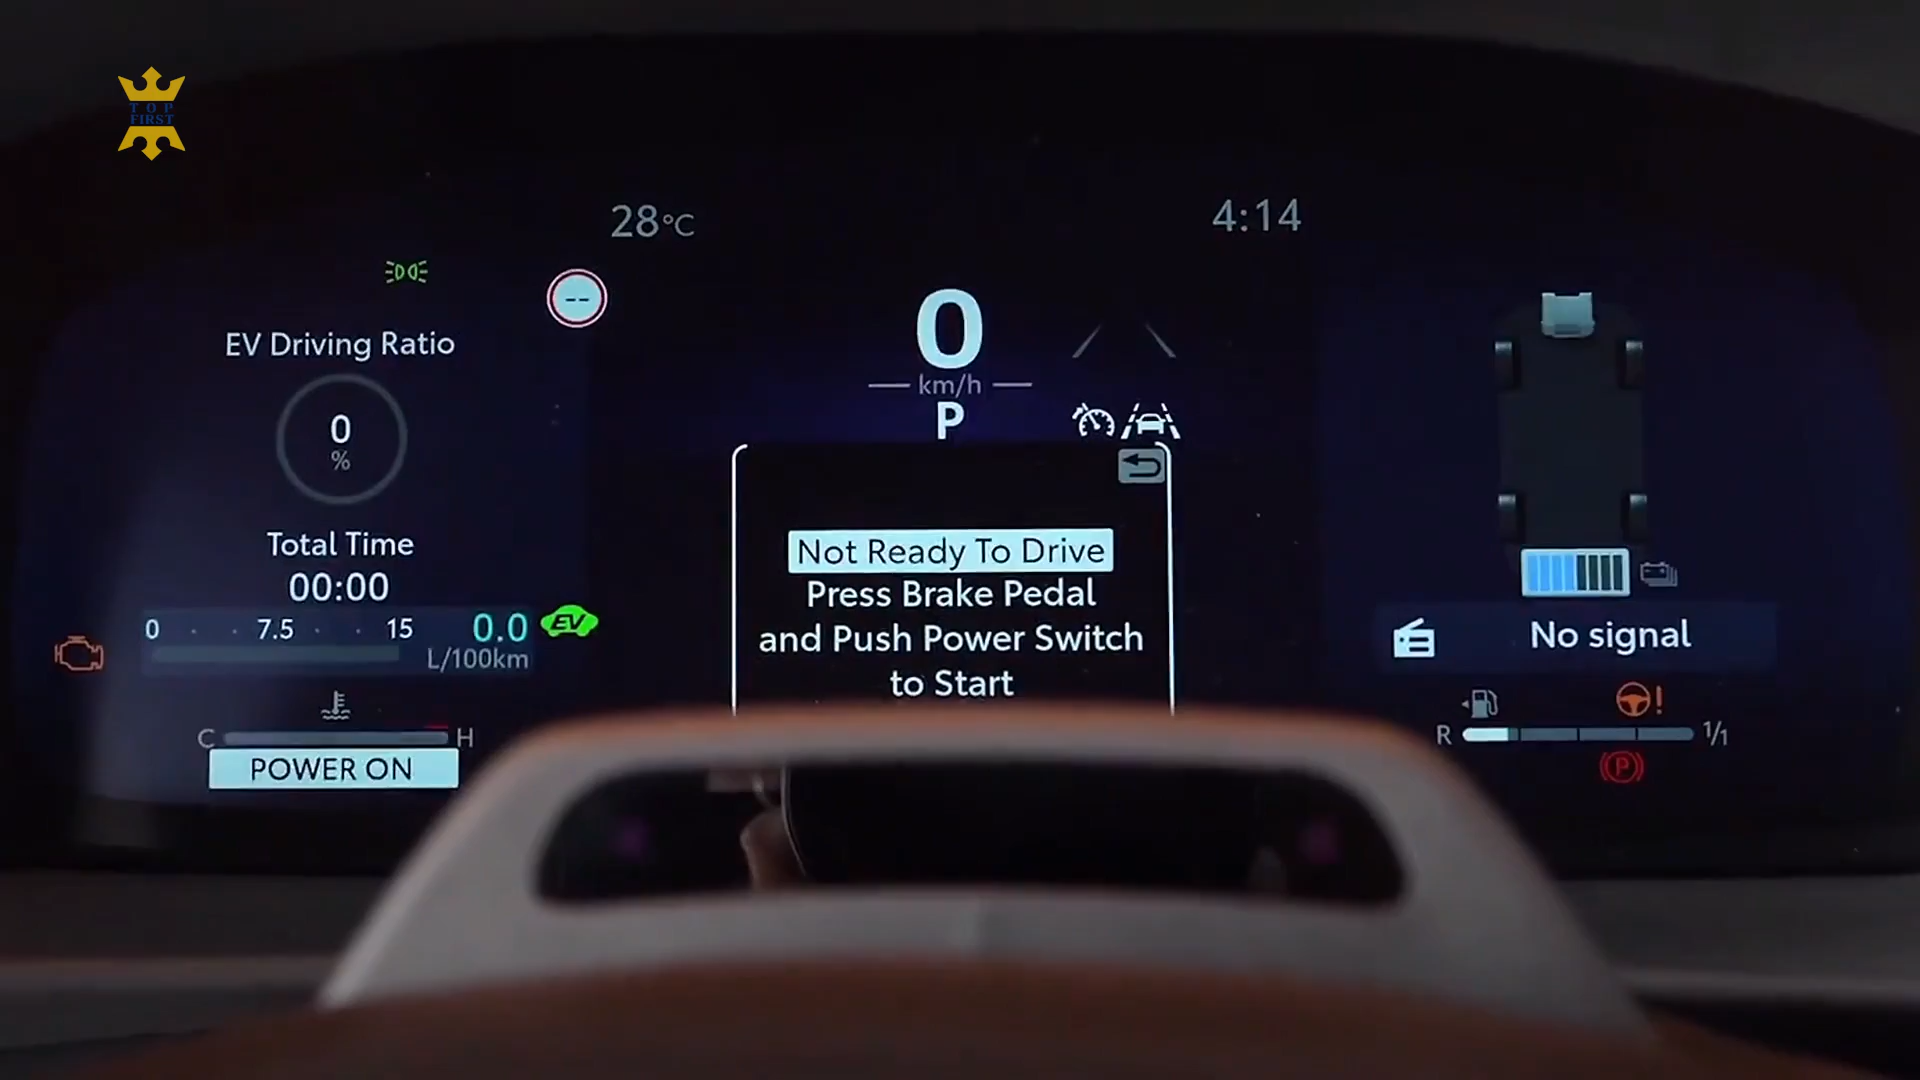 TOP
FIRST
28°C
4:14
--
EV Driving Ratio
0
%
Total Time
00:00
0 7.5 15
0.0
L/100km
EV
C H
POWER ON
0
km/h
P
Not Ready To Drive
Press Brake Pedal
and Push Power Switch
to Start
No signal
R 1/1
!
P